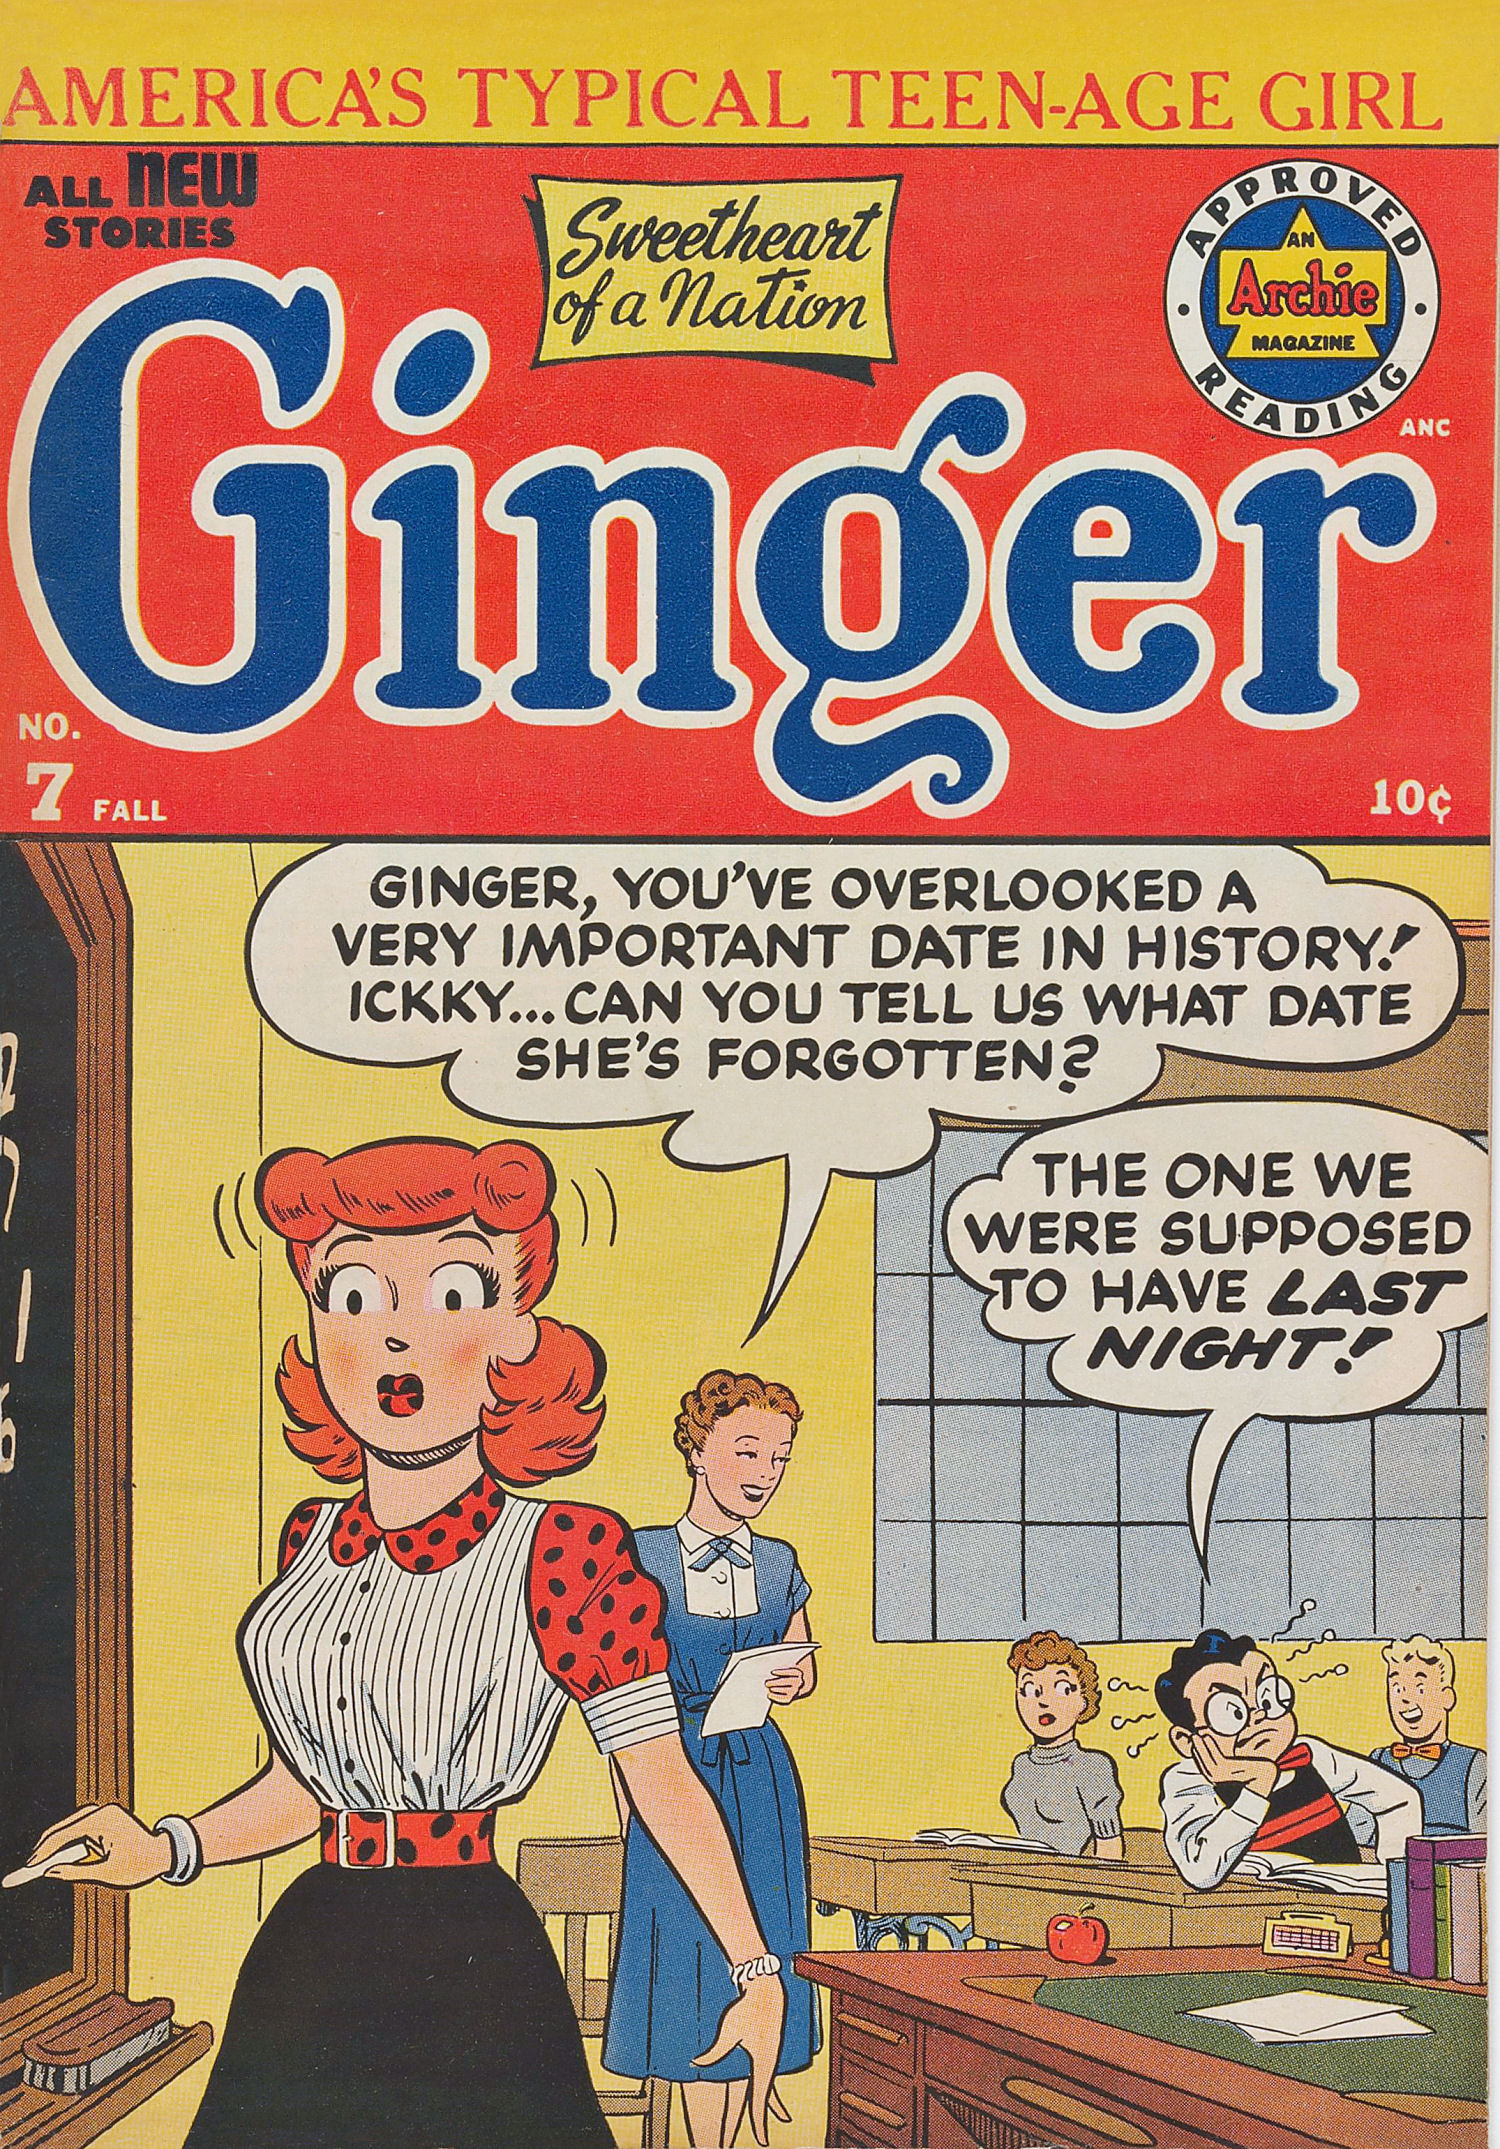 AMERICA'S TYPICAL TEEN-AGE GIRL
ALL NEW
STORIES
Sweetheart
of a Nation
APPROVED
AN
Archie
MAGAZINE
READING
ANC
Ginger
NO.
7 FALL
10¢
GINGER, YOU'VE OVERLOOKED A
VERY IMPORTANT DATE IN HISTORY!
ICKKY...CAN YOU TELL US WHAT DATE
SHE'S FORGOTTEN?
THE ONE WE
WERE SUPPOSED
TO HAVE LAST
NIGHT!